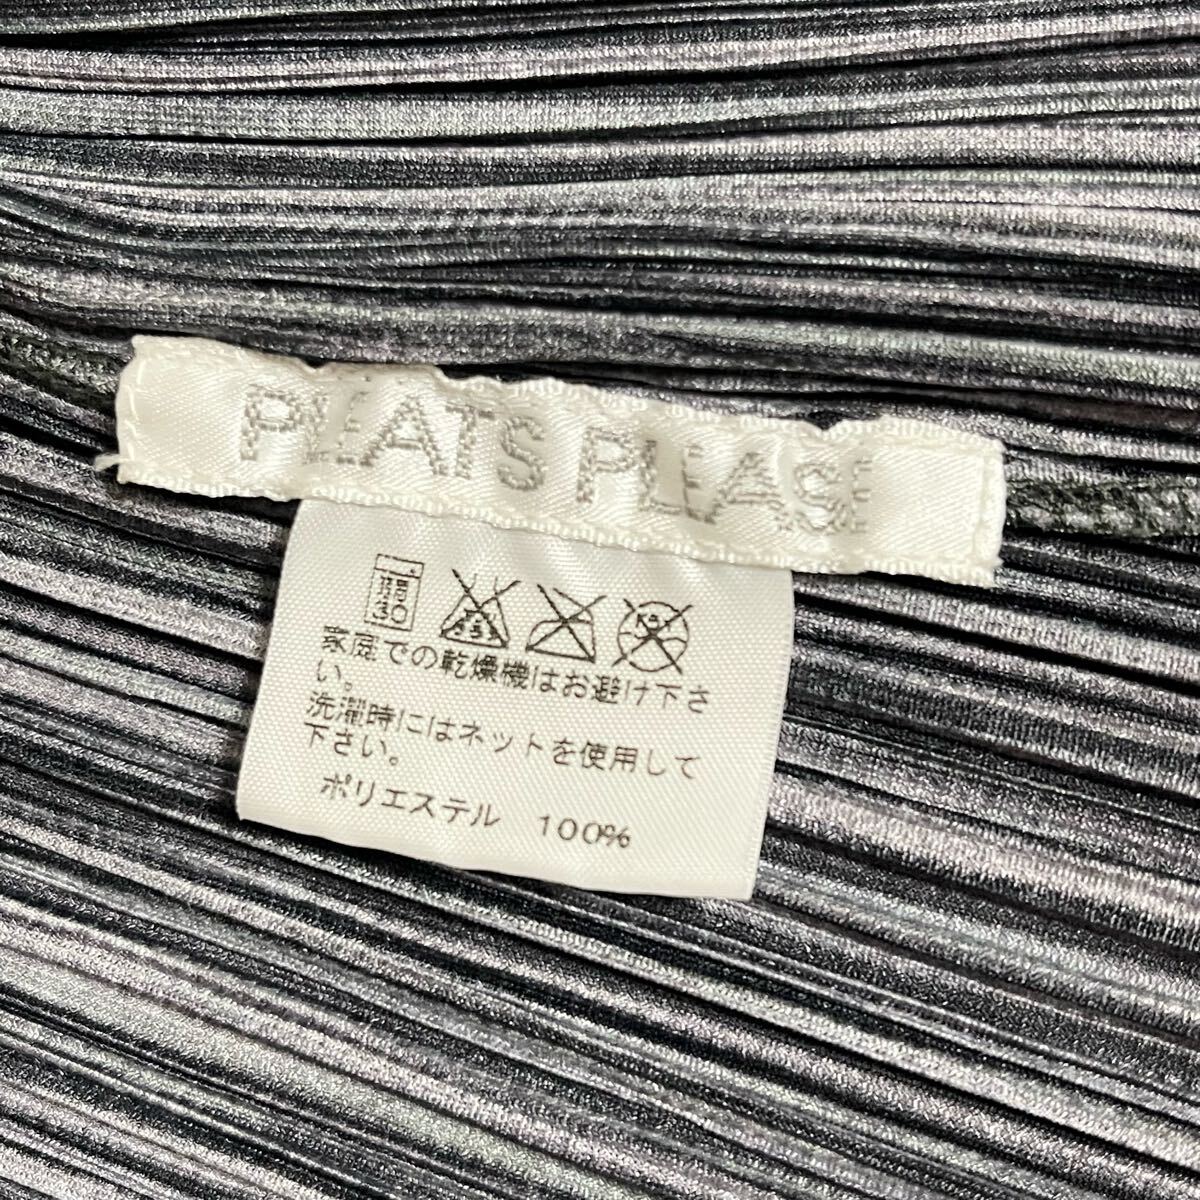 PLEATS PLEASE
弱
30
家庭での乾燥機はお避け下さ
い。
洗濯時にはネットを使用して
下さい。
ポリエステル 100%